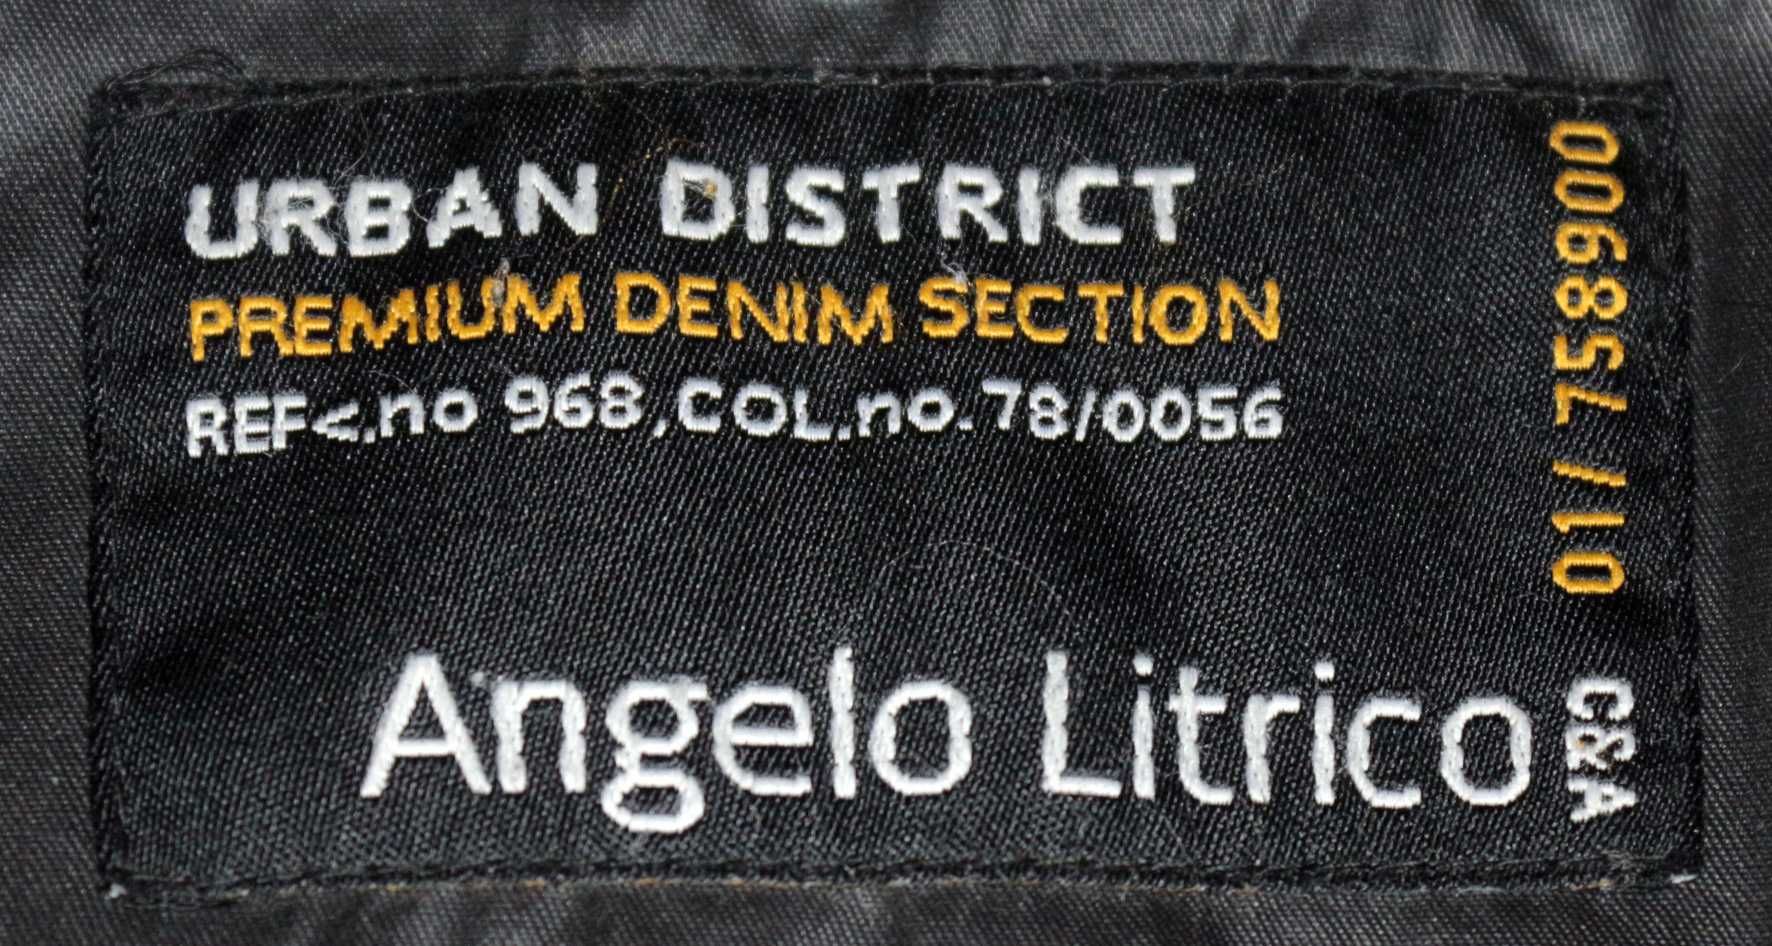 URBAN DISTRICT
PREMIUM DENIM SECTION
REF<.no 968,COL.no.78/0056
Angelo Litrico
C&A
01/758900